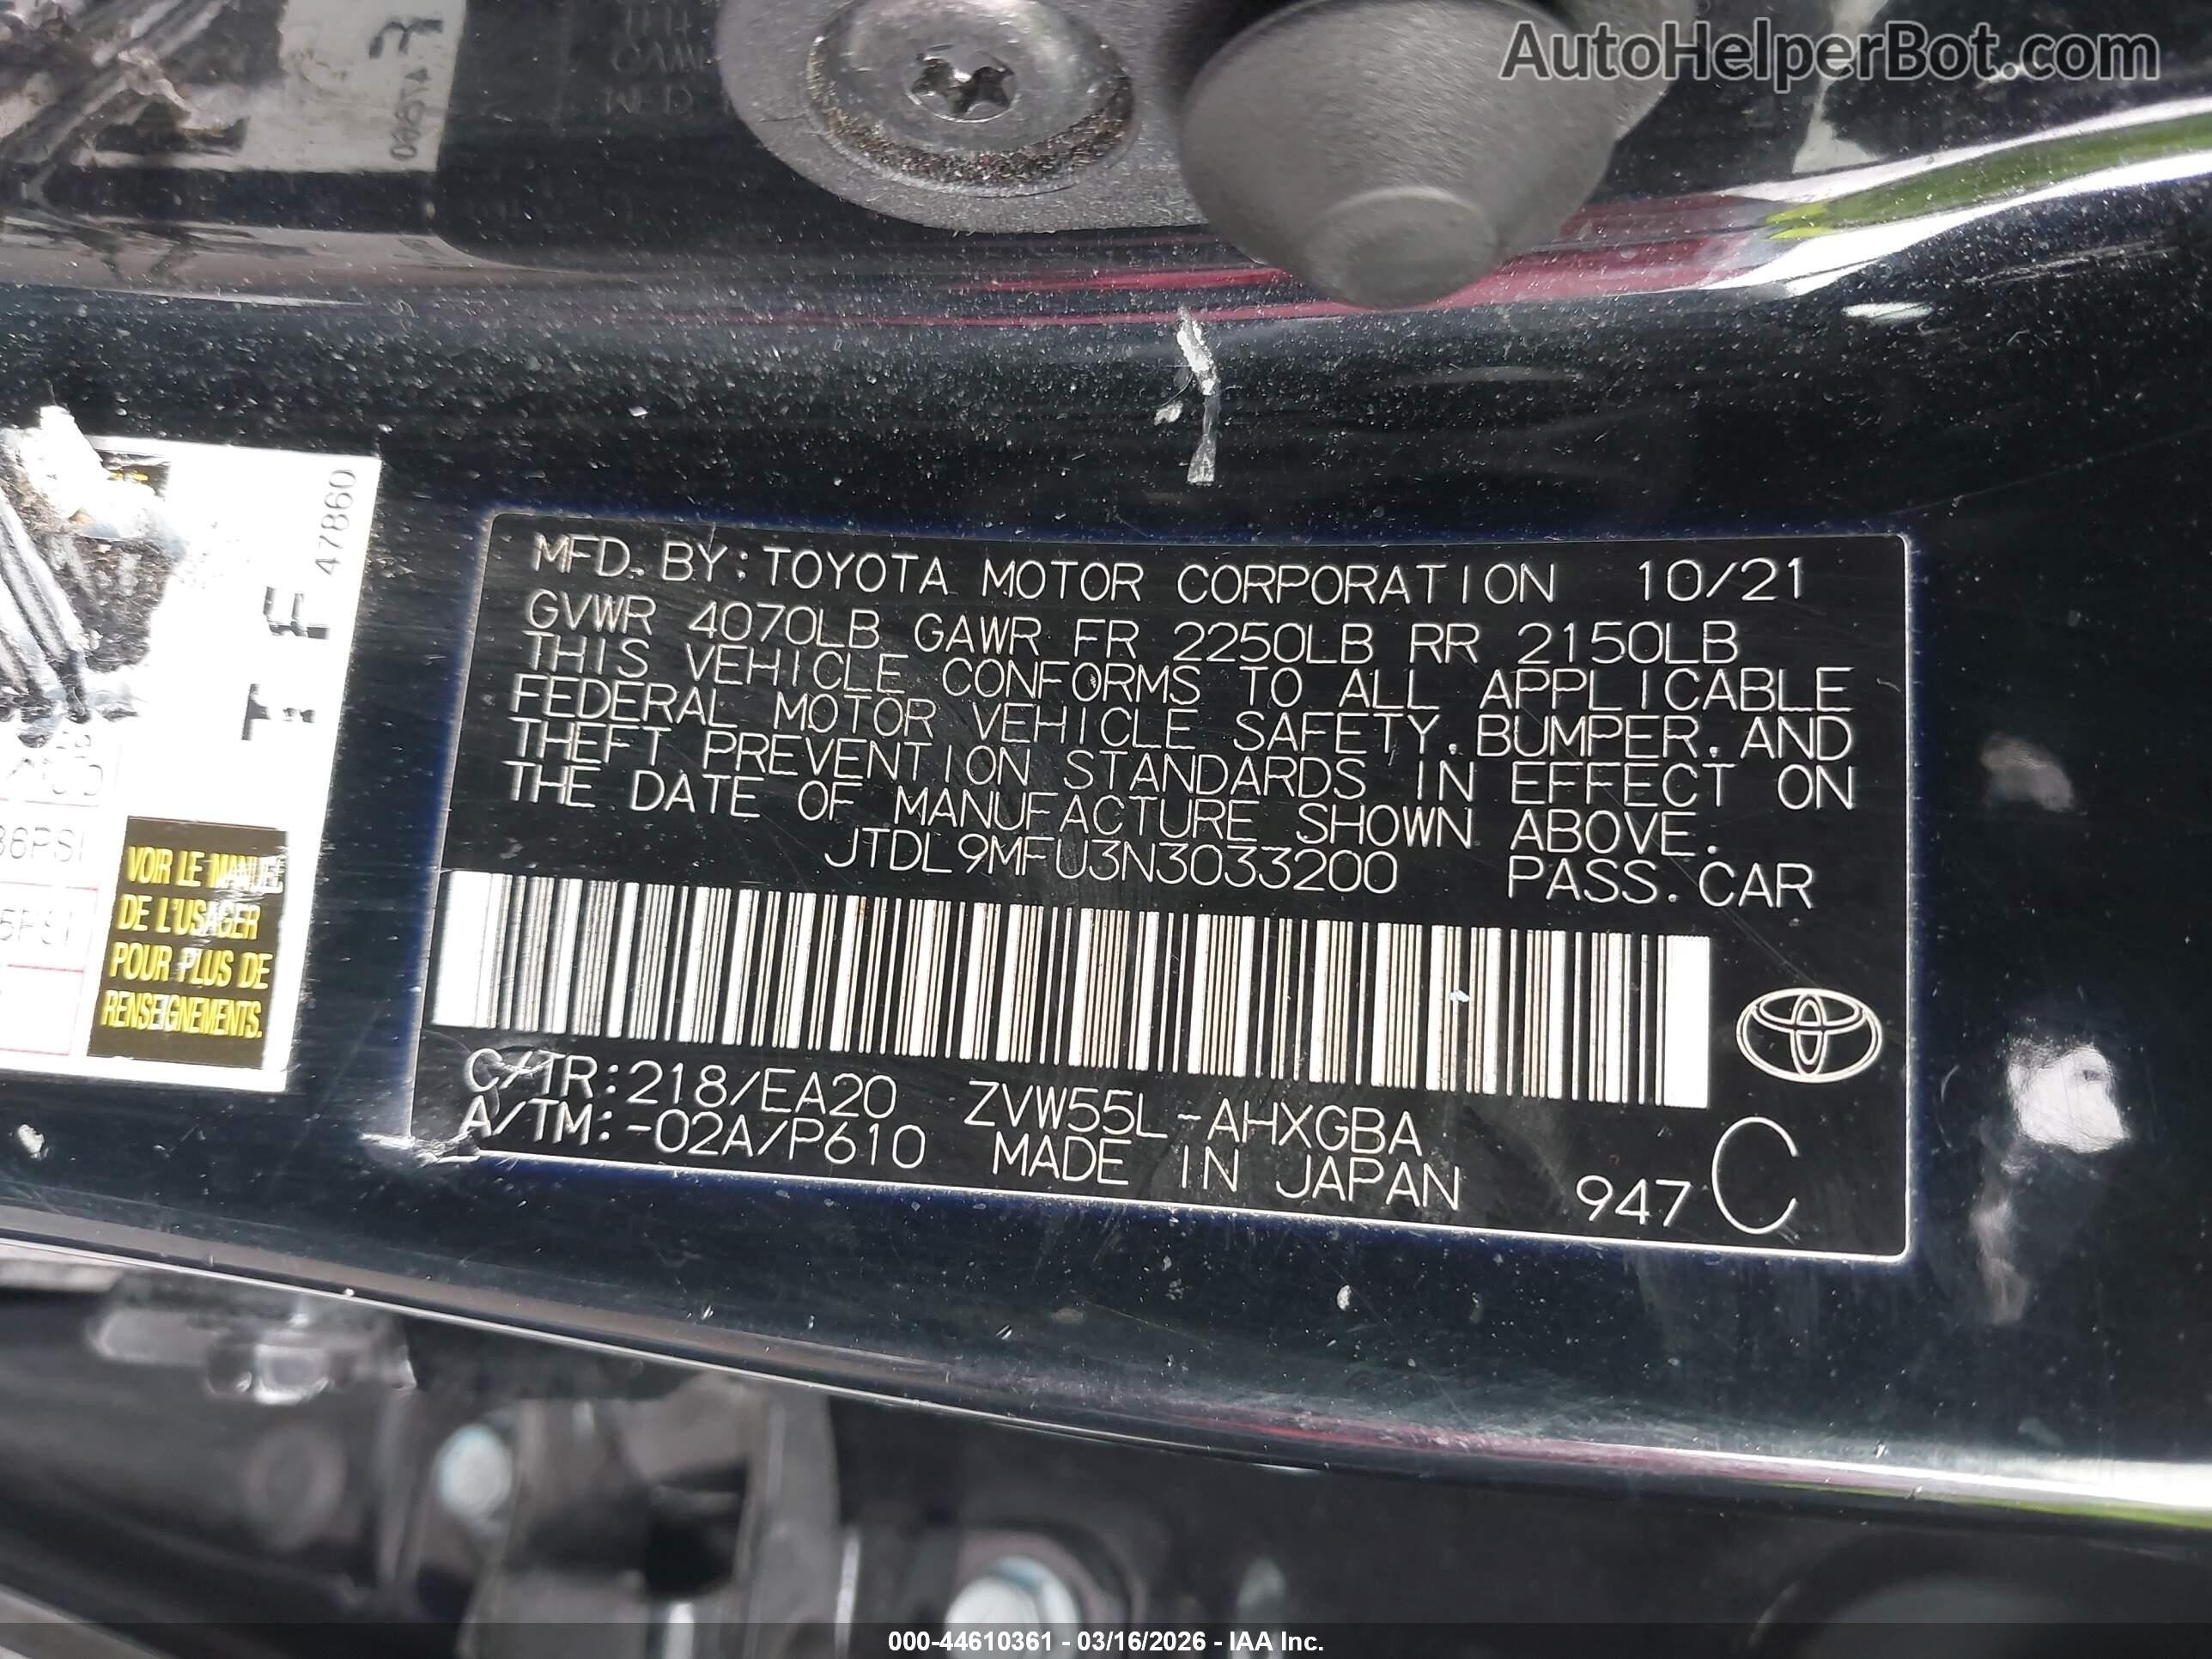 AutoHelperBot.com
3
00867A
47860
VOR LE MANUEL
DE L'USAGER
POUR PLUS DE
RENSEIGNEMENTS.
MFD. BY: TOYOTA MOTOR CORPORATION 10/21
GVWR 4070LB GAWR FR 2250LB RR 2150LB
THIS VEHICLE CONFORMS TO ALL APPLICABLE
FEDERAL MOTOR VEHICLE SAFETY, BUMPER, AND
THEFT PREVENTION STANDARDS IN EFFECT ON
THE DATE OF MANUFACTURE SHOWN ABOVE.
JTDL9MFU3N3033200 PASS. CAR
C/TR:218/EA20 ZVW55L-AHXGBA
A/TM:-02A/P610 MADE IN JAPAN 947 C
000-44610361 - 03/16/2026 - IAA Inc.